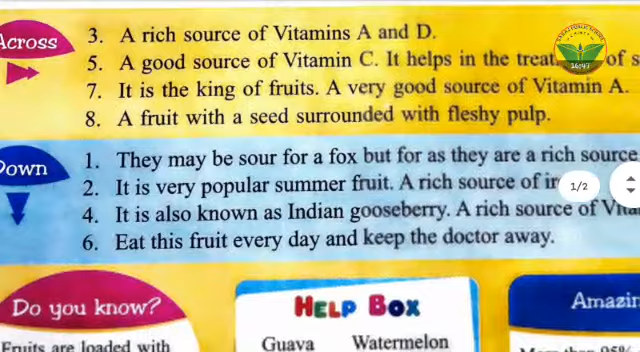 Across
3. A rich source of Vitamins A and D.
5. A good source of Vitamin C. It helps in the of s
7. It is the king of fruits. A very good source of Vitamin A.
8. A fruit with a seed surrounded with fleshy pulp.
Down
1. They may be sour for a fox but for as they are a rich source
2. It is very popular summer fruit. A rich source of
1/2
4. It is also known as Indian gooseberry. A rich source of
6. Eat this fruit every day and keep the doctor away.
Do you know?
HELP BOX
Amazin
Fruits are loaded with
Guava Watermelon
More than 95%